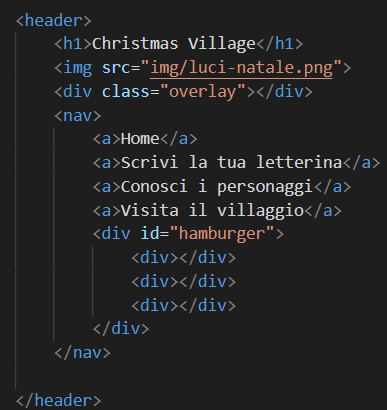 <header>
<h1>Christmas Village</h1>
<img src="img/luci-natale.png">
<div class="overlay"></div>
<nav>
<a>Home</a>
<a>Scrivi la tua letterina</a>
<a>Conosci i personaggi</a>
<a>Visita il villaggio</a>
<div id="hamburger">
<div></div>
<div></div>
<div></div>
</div>
</nav>
</header>